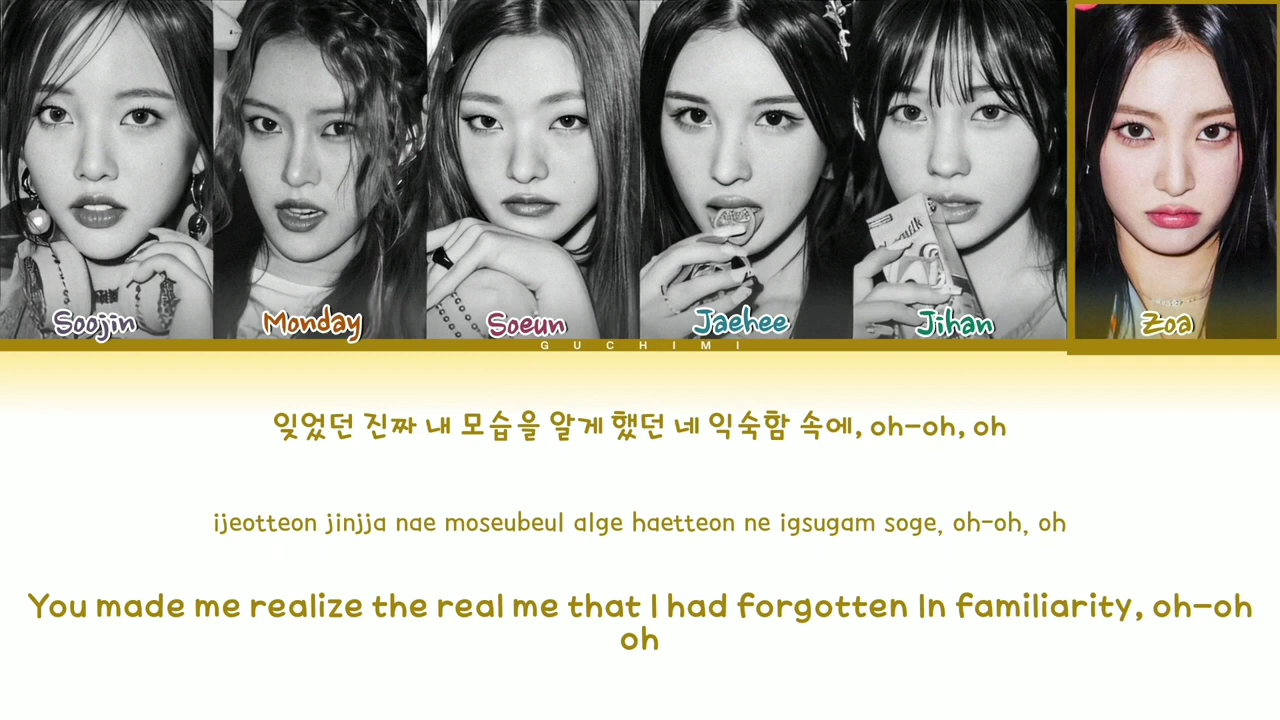 Soojin
Monday
Soeun
Jaehee
Jihan
Zoa
GUCHIMI
잊었던 진짜 내 모습을 알게 했던 네 익숙함 속에, oh-oh, oh
ijeotteon jinjja nae moseubeul alge haetteon ne igsugam soge, oh-oh, oh
You made me realize the real me that I had forgotten In familiarity, oh-oh
oh